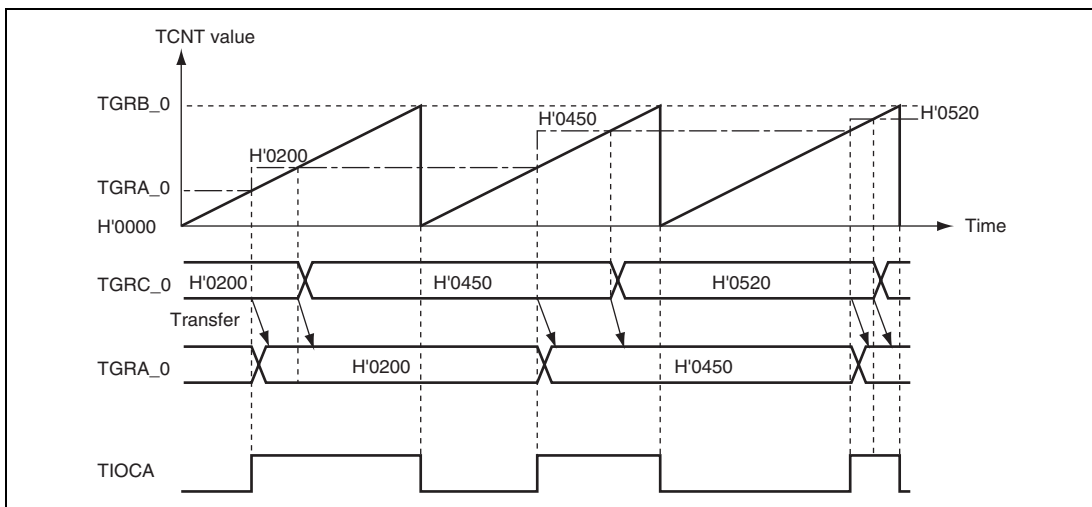 TCNT value
TGRB_0
H'0450
H'0520
H'0200
TGRA_0
H'0000
Time
TGRC_0
H'0200
H'0450
H'0520
Transfer
TGRA_0
H'0200
H'0450
TIOCA